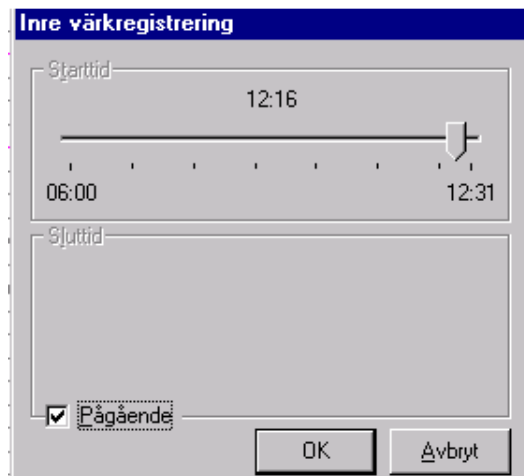 Inre värkregistrering
Starttid
12:16
06:00 12:31
Sluttid
Pågående
OK Avbryt